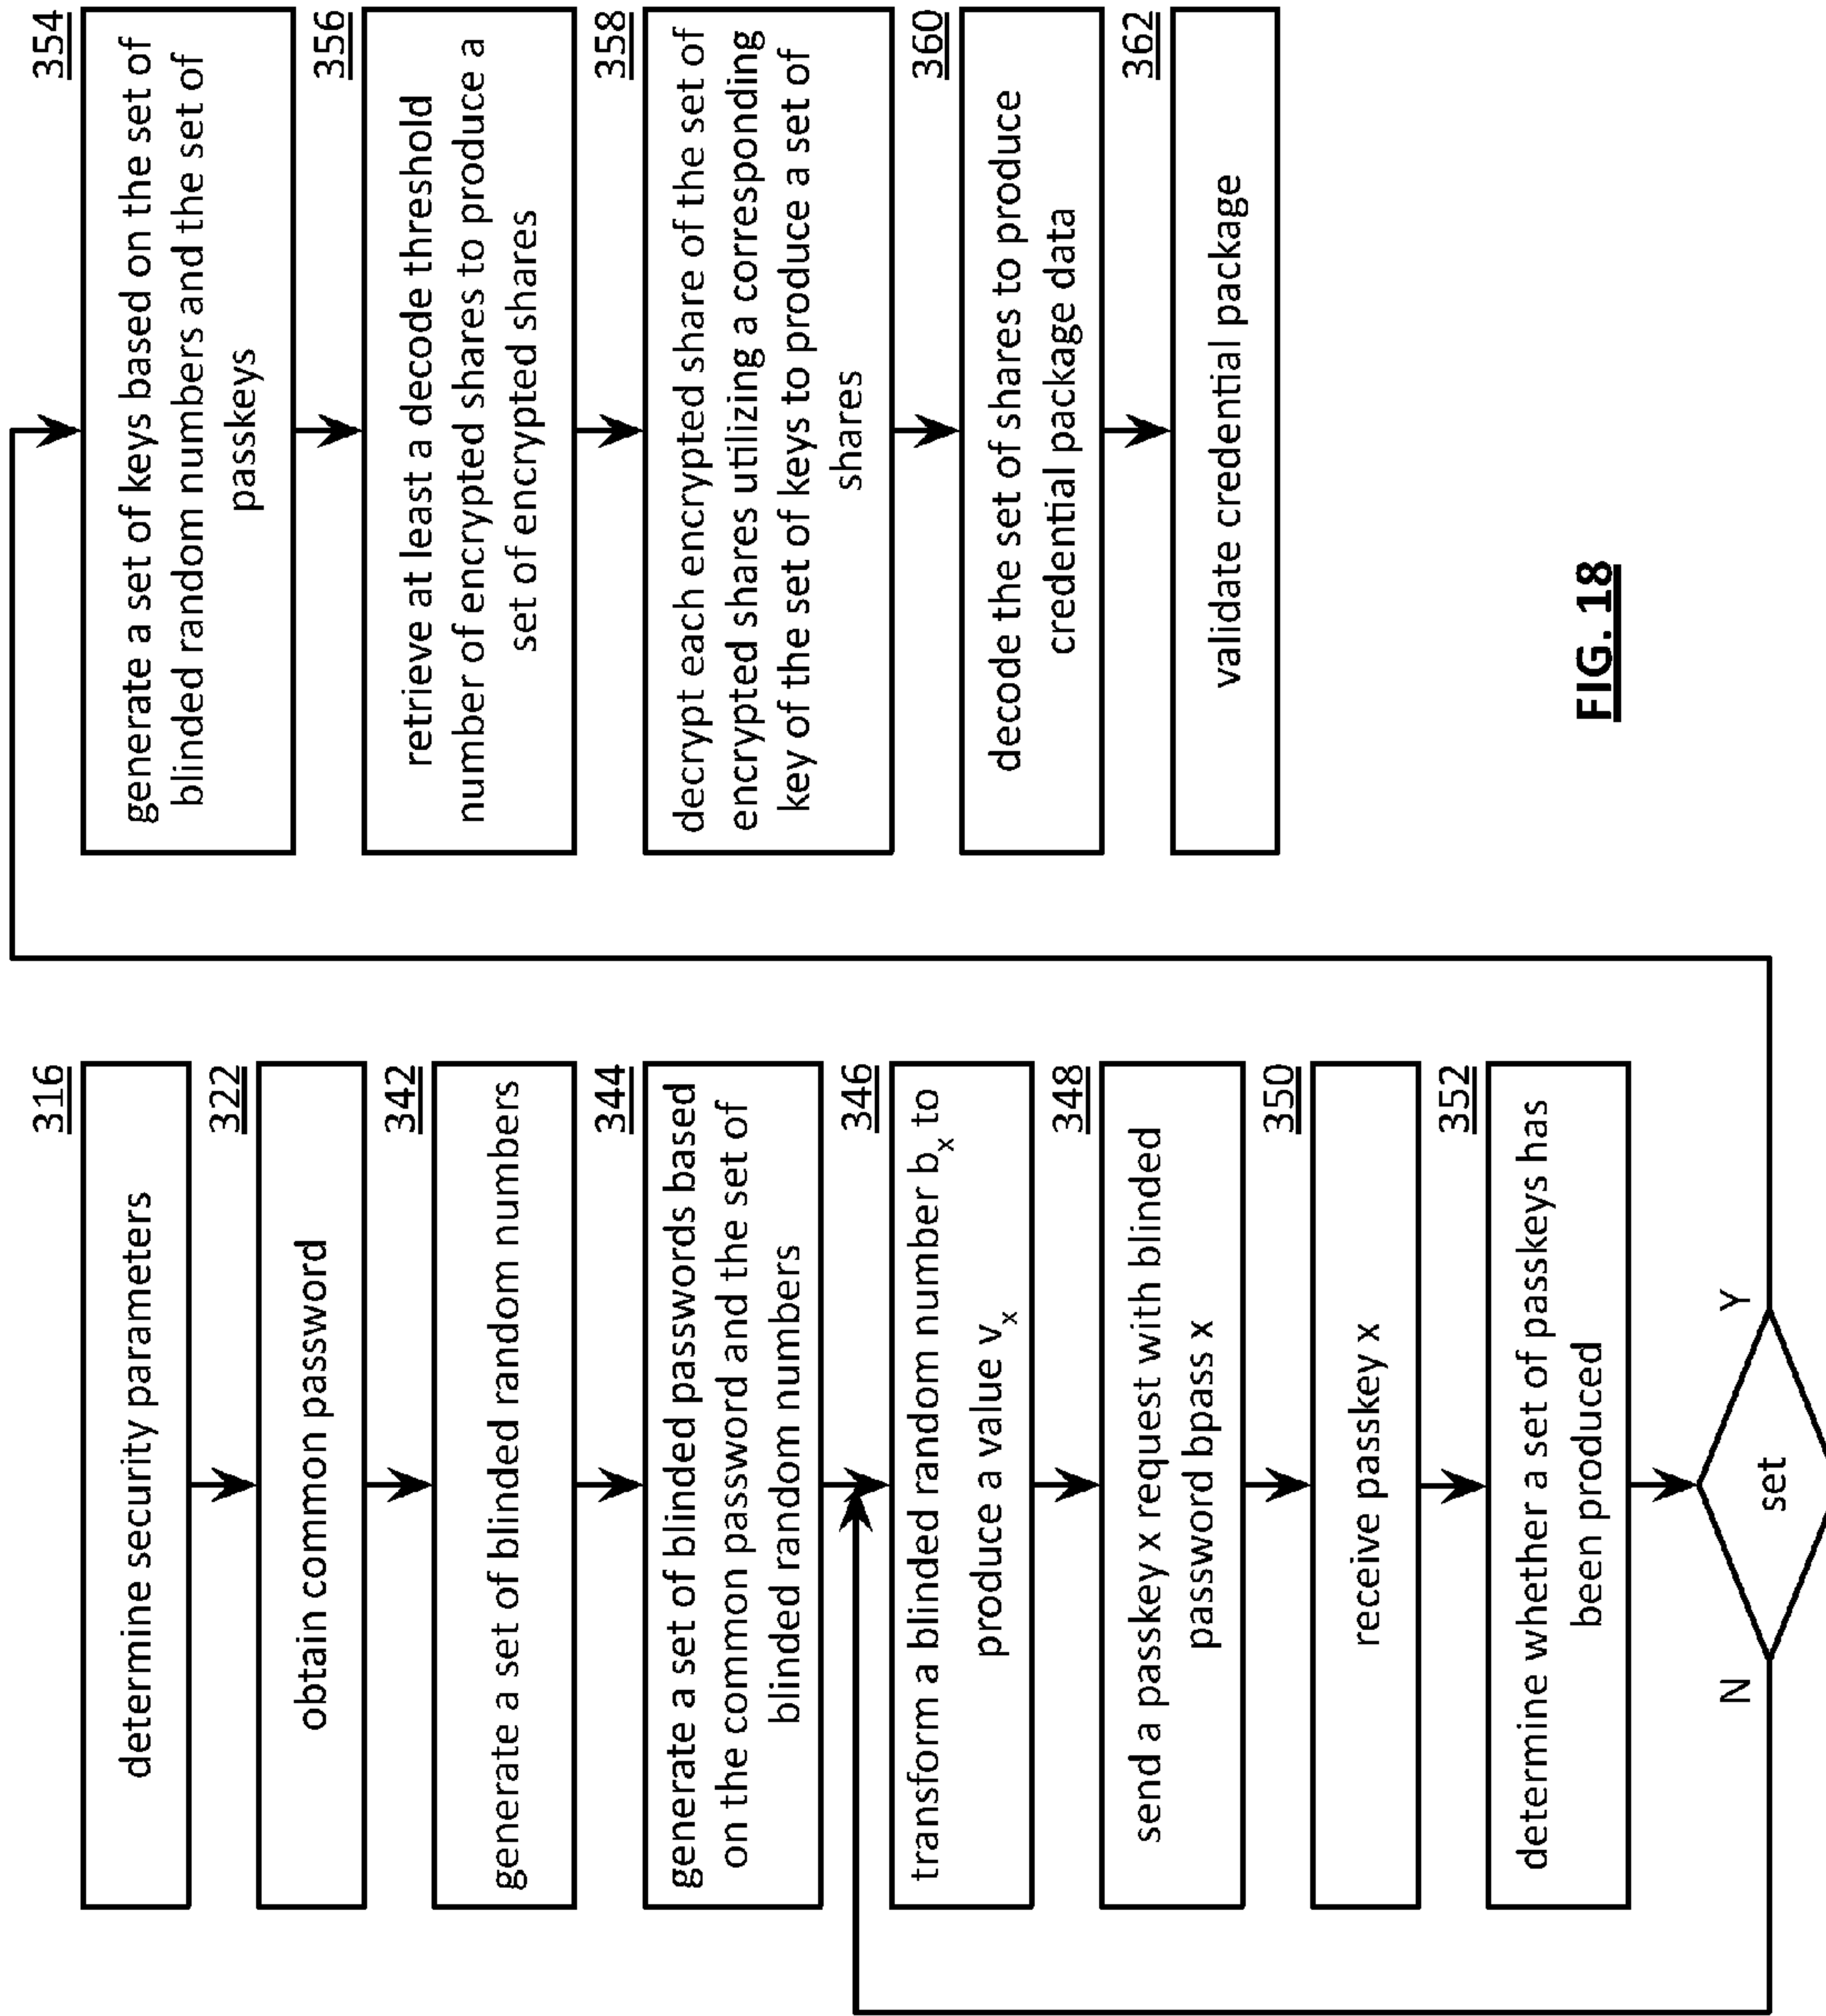 316
determine security parameters
322
obtain common password
342
generate a set of blinded random numbers
344
generate a set of blinded passwords based
on the common password and the set of
blinded random numbers
346
transform a blinded random number bₓ to
produce a value vₓ
348
send a passkey x request with blinded
password bpass x
350
receive passkey x
352
determine whether a set of passkeys has
been produced
N
set
Y
354
generate a set of keys based on the set of
blinded random numbers and the set of
passkeys
356
retrieve at least a decode threshold
number of encrypted shares to produce a
set of encrypted shares
358
decrypt each encrypted share of the set of
encrypted shares utilizing a corresponding
key of the set of keys to produce a set of
shares
360
decode the set of shares to produce
credential package data
362
validate credential package
FIG. 18